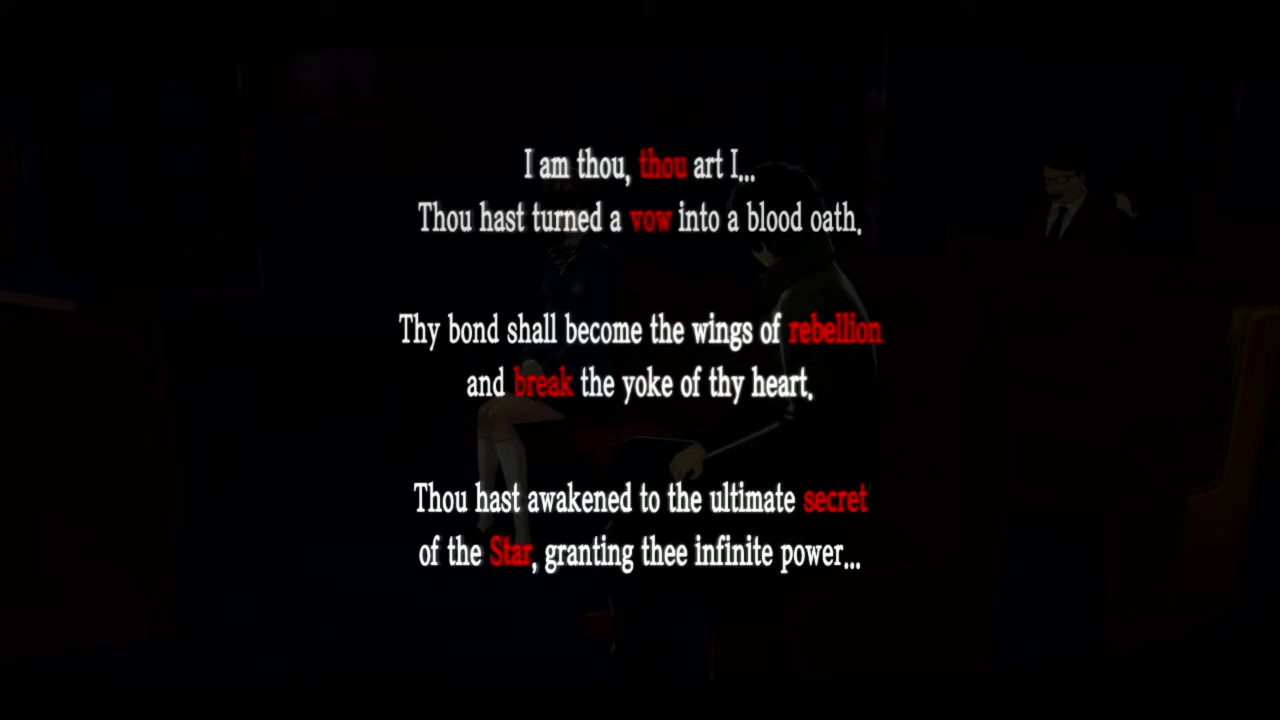 I am thou, thou art I...
Thou hast turned a vow into a blood oath.
Thy bond shall become the wings of rebellion
and break the yoke of thy heart.
Thou hast awakened to the ultimate secret
of the Star, granting thee infinite power...